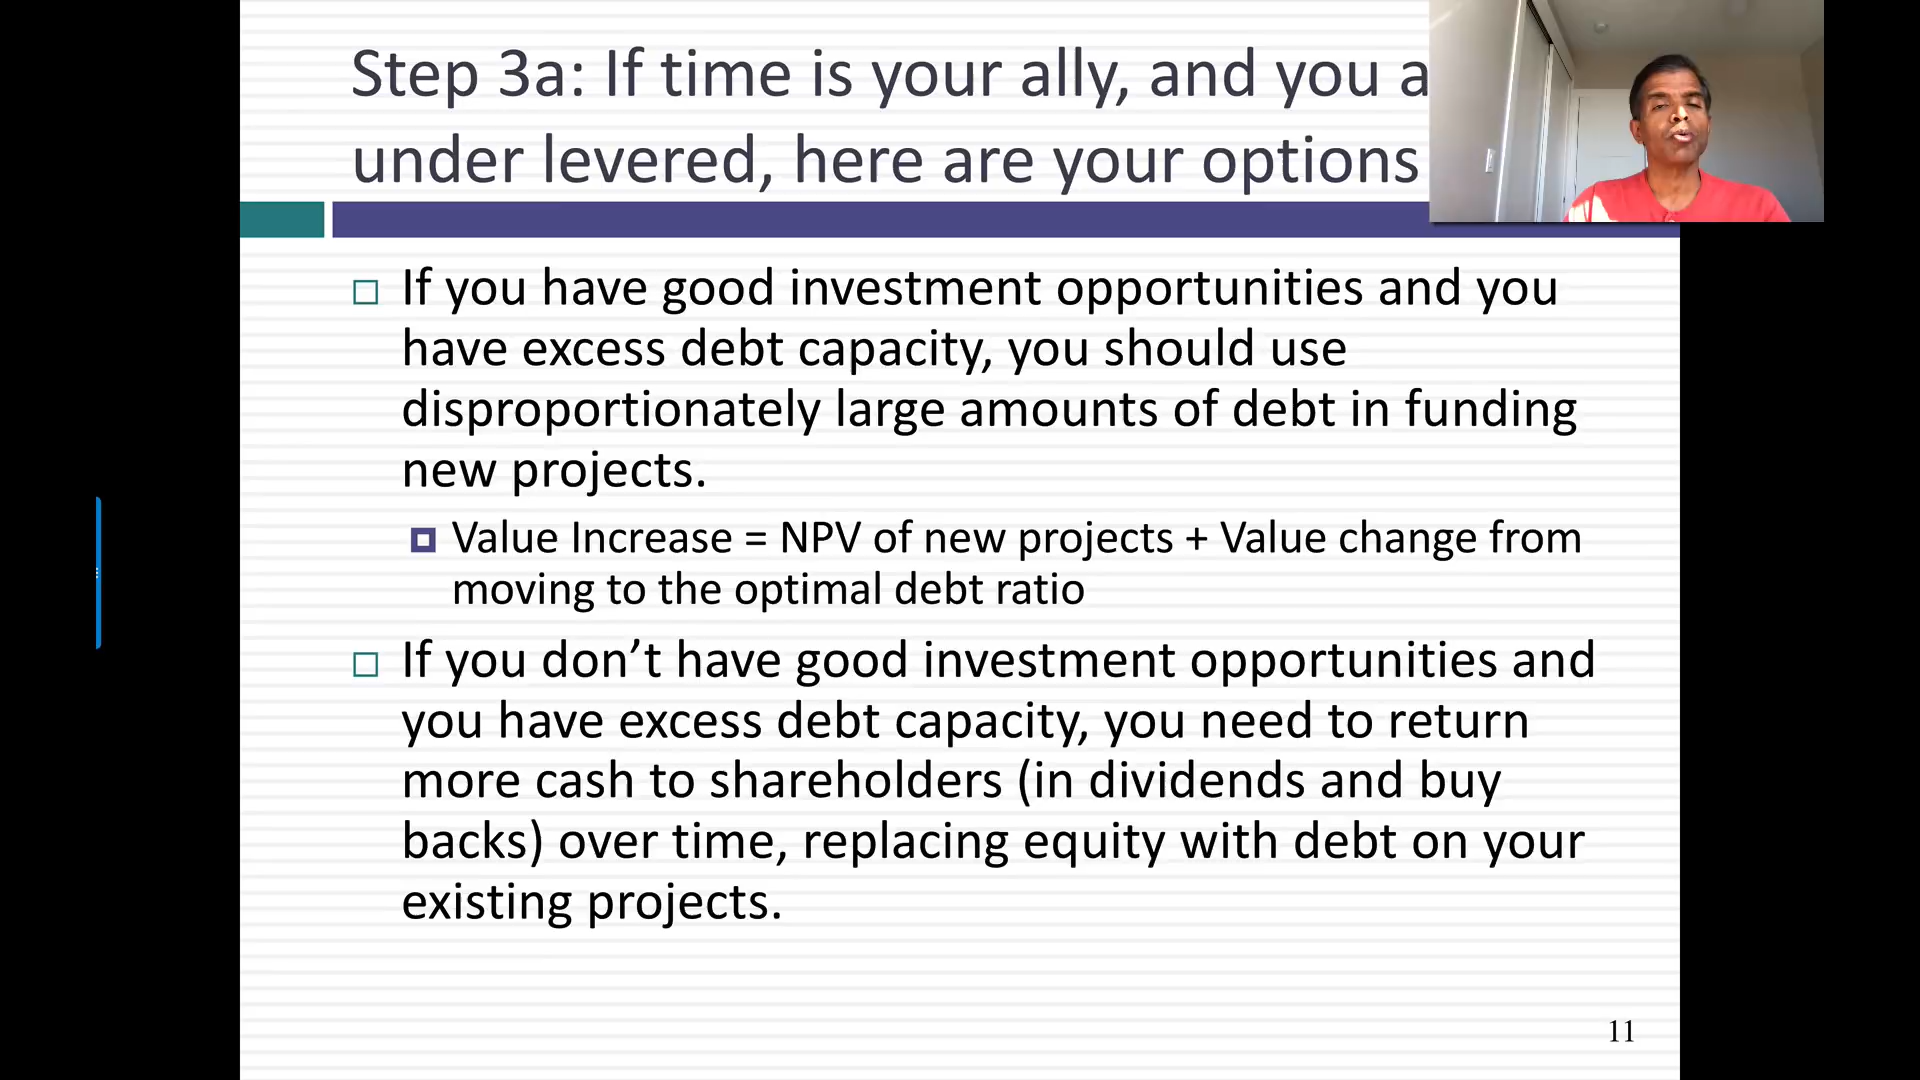 Step 3a: If time is your ally, and you a
under levered, here are your options
If you have good investment opportunities and you
have excess debt capacity, you should use
disproportionately large amounts of debt in funding
new projects.
Value Increase = NPV of new projects + Value change from
moving to the optimal debt ratio
If you don’t have good investment opportunities and
you have excess debt capacity, you need to return
more cash to shareholders (in dividends and buy
backs) over time, replacing equity with debt on your
existing projects.
11